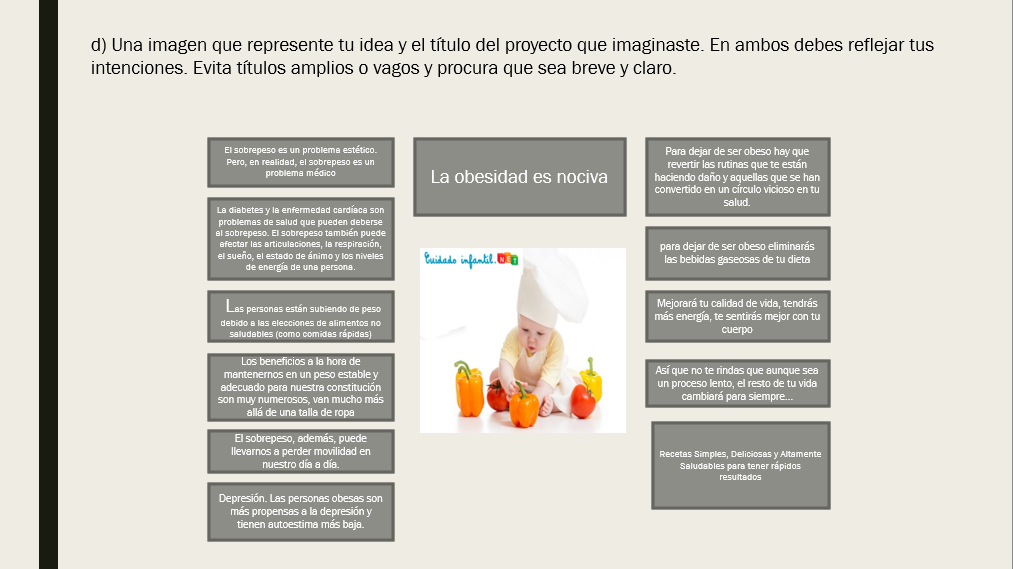 d) Una imagen que represente tu idea y el título del proyecto que imaginaste. En ambos debes reflejar tus
intenciones. Evita títulos amplios o vagos y procura que sea breve y claro.
El sobrepeso es un problema estético.
Pero, en realidad, el sobrepeso es un
problema médico
La diabetes y la enfermedad cardíaca son
problemas de salud que pueden deberse
al sobrepeso. El sobrepeso también puede
afectar las articulaciones, la respiración,
el sueño, el estado de ánimo y los niveles
de energía de una persona.
Las personas están subiendo de peso
debido a las elecciones de alimentos no
saludables (como comidas rápidas)
Los beneficios a la hora de
mantenernos en un peso estable y
adecuado para nuestra constitución
son muy numerosos, van mucho más
allá de una talla de ropa
El sobrepeso, además, puede
llevarnos a perder movilidad en
nuestro día a día.
Depresión. Las personas obesas son
más propensas a la depresión y
tienen autoestima más baja.
La obesidad es nociva
Cuidado infantil.NET
Para dejar de ser obeso hay que
revertir las rutinas que te están
haciendo daño y aquellas que se han
convertido en un círculo vicioso en tu
salud.
para dejar de ser obeso eliminarás
las bebidas gaseosas de tu dieta
Mejorará tu calidad de vida, tendrás
más energía, te sentirás mejor con tu
cuerpo
Así que no te rindas que aunque sea
un proceso lento, el resto de tu vida
cambiará para siempre...
Recetas Simples, Deliciosas y Altamente
Saludables para tener rápidos
resultados